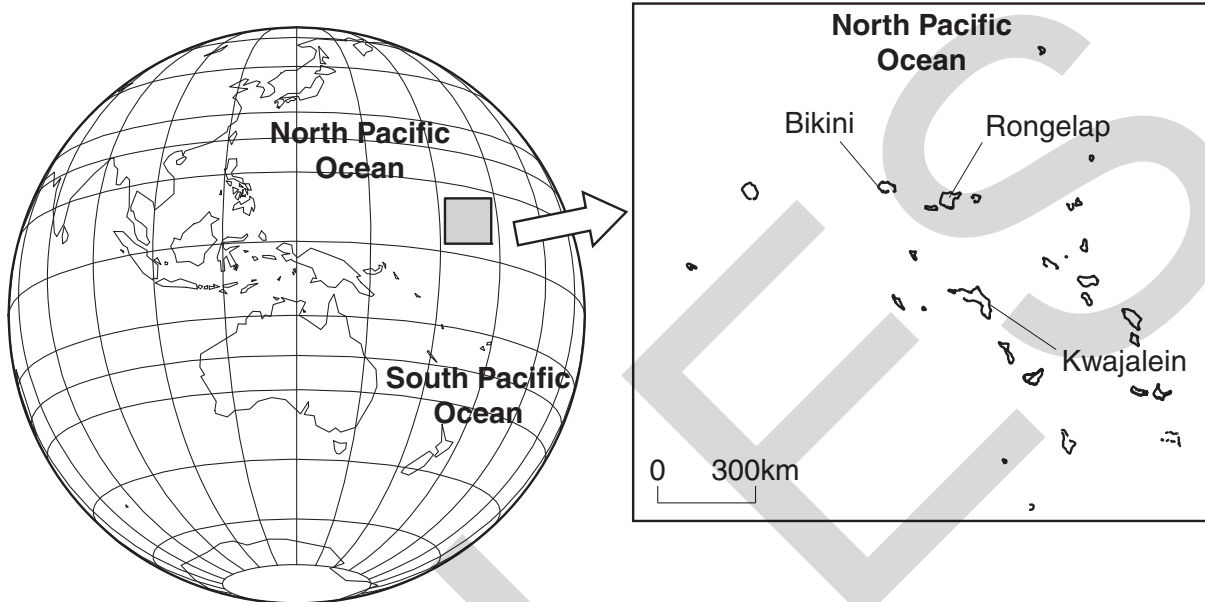 North Pacific
Ocean
South Pacific
Ocean
North Pacific
Ocean
Bikini
Rongelap
Kwajalein
0 300km